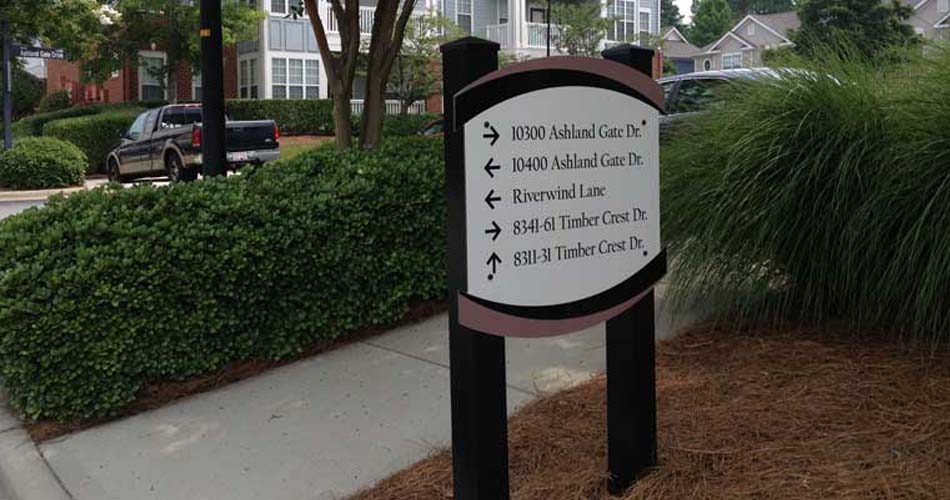 Ashland Gate Drive
→ 10300 Ashland Gate Dr.
← 10400 Ashland Gate Dr.
← Riverwind Lane
→ 8341-61 Timber Crest Dr.
↑ 8311-31 Timber Crest Dr.